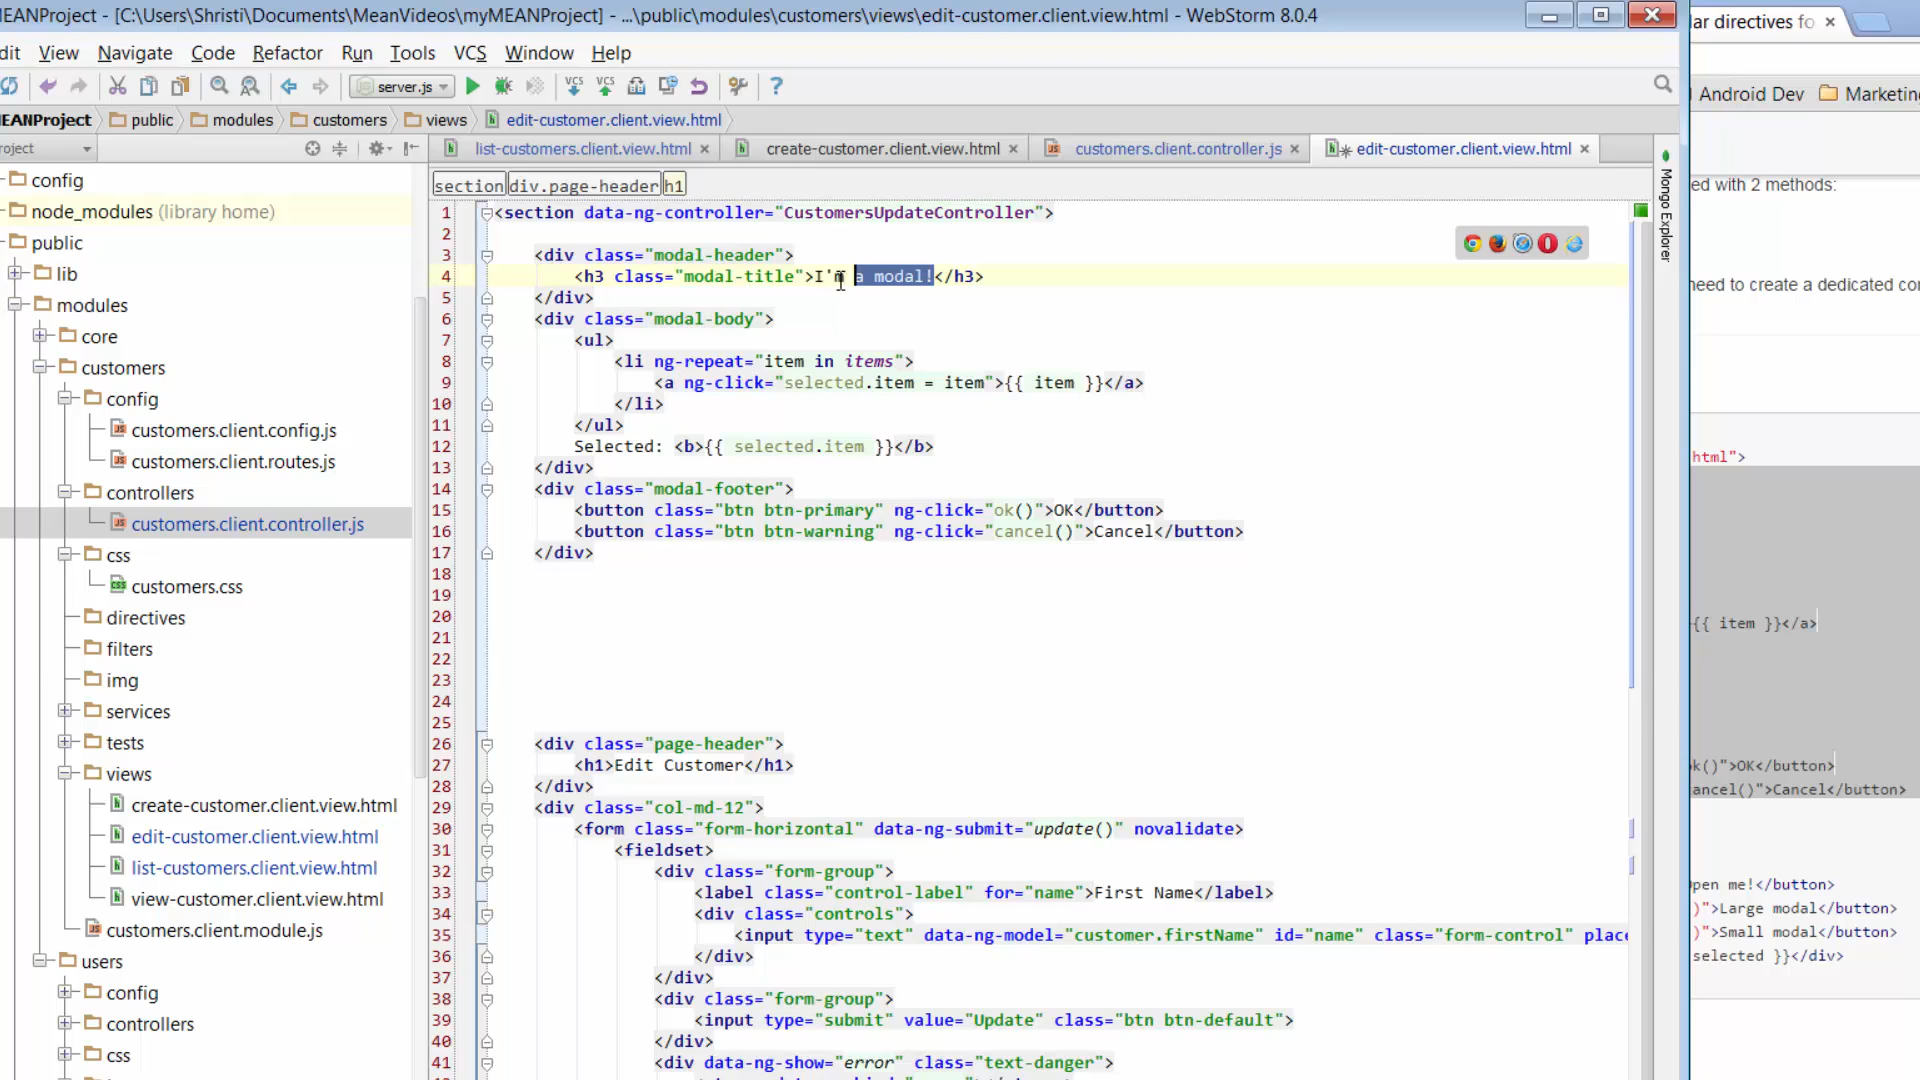 EANProject - [C:\Users\Shristi\Documents\MeanVideos\myMEANProject] - ...\public\modules\customers\views\edit-customer.client.view.html - WebStorm 8.0.4
lar directives fo
dit View Navigate Code Refactor Run Tools VCS Window Help
server.js
VCS VCS
Android Dev Marketing
EANProject public modules customers views edit-customer.client.view.html
roject
list-customers.client.view.html create-customer.client.view.html customers.client.controller.js edit-customer.client.view.html
section div.page-header h1
Mongo Explorer
config
node_modules (library home)
public
lib
modules
core
customers
config
customers.client.config.js
customers.client.routes.js
controllers
customers.client.controller.js
css
customers.css
directives
filters
img
services
tests
views
create-customer.client.view.html
edit-customer.client.view.html
list-customers.client.view.html
view-customer.client.view.html
customers.client.module.js
users
config
controllers
css
1 <section data-ng-controller="CustomersUpdateController">
2
3 <div class="modal-header">
4 <h3 class="modal-title">I'm a modal!</h3>
5 </div>
6 <div class="modal-body">
7 <ul>
8 <li ng-repeat="item in items">
9 <a ng-click="selected.item = item">{{ item }}</a>
10 </li>
11 </ul>
12 Selected: <b>{{ selected.item }}</b>
13 </div>
14 <div class="modal-footer">
15 <button class="btn btn-primary" ng-click="ok()">OK</button>
16 <button class="btn btn-warning" ng-click="cancel()">Cancel</button>
17 </div>
18
19
20
21
22
23
24
25
26 <div class="page-header">
27 <h1>Edit Customer</h1>
28 </div>
29 <div class="col-md-12">
30 <form class="form-horizontal" data-ng-submit="update()" novalidate>
31 <fieldset>
32 <div class="form-group">
33 <label class="control-label" for="name">First Name</label>
34 <div class="controls">
35 <input type="text" data-ng-model="customer.firstName" id="name" class="form-control" place
36 </div>
37 </div>
38 <div class="form-group">
39 <input type="submit" value="Update" class="btn btn-default">
40 </div>
41 <div data-ng-show="error" class="text-danger">
ed with 2 methods:
need to create a dedicated co
html">
{{ item }}</a>
k()">OK</button>
ancel()">Cancel</button>
pen me!</button>
)">Large modal</button>
)">Small modal</button>
selected }}</div>